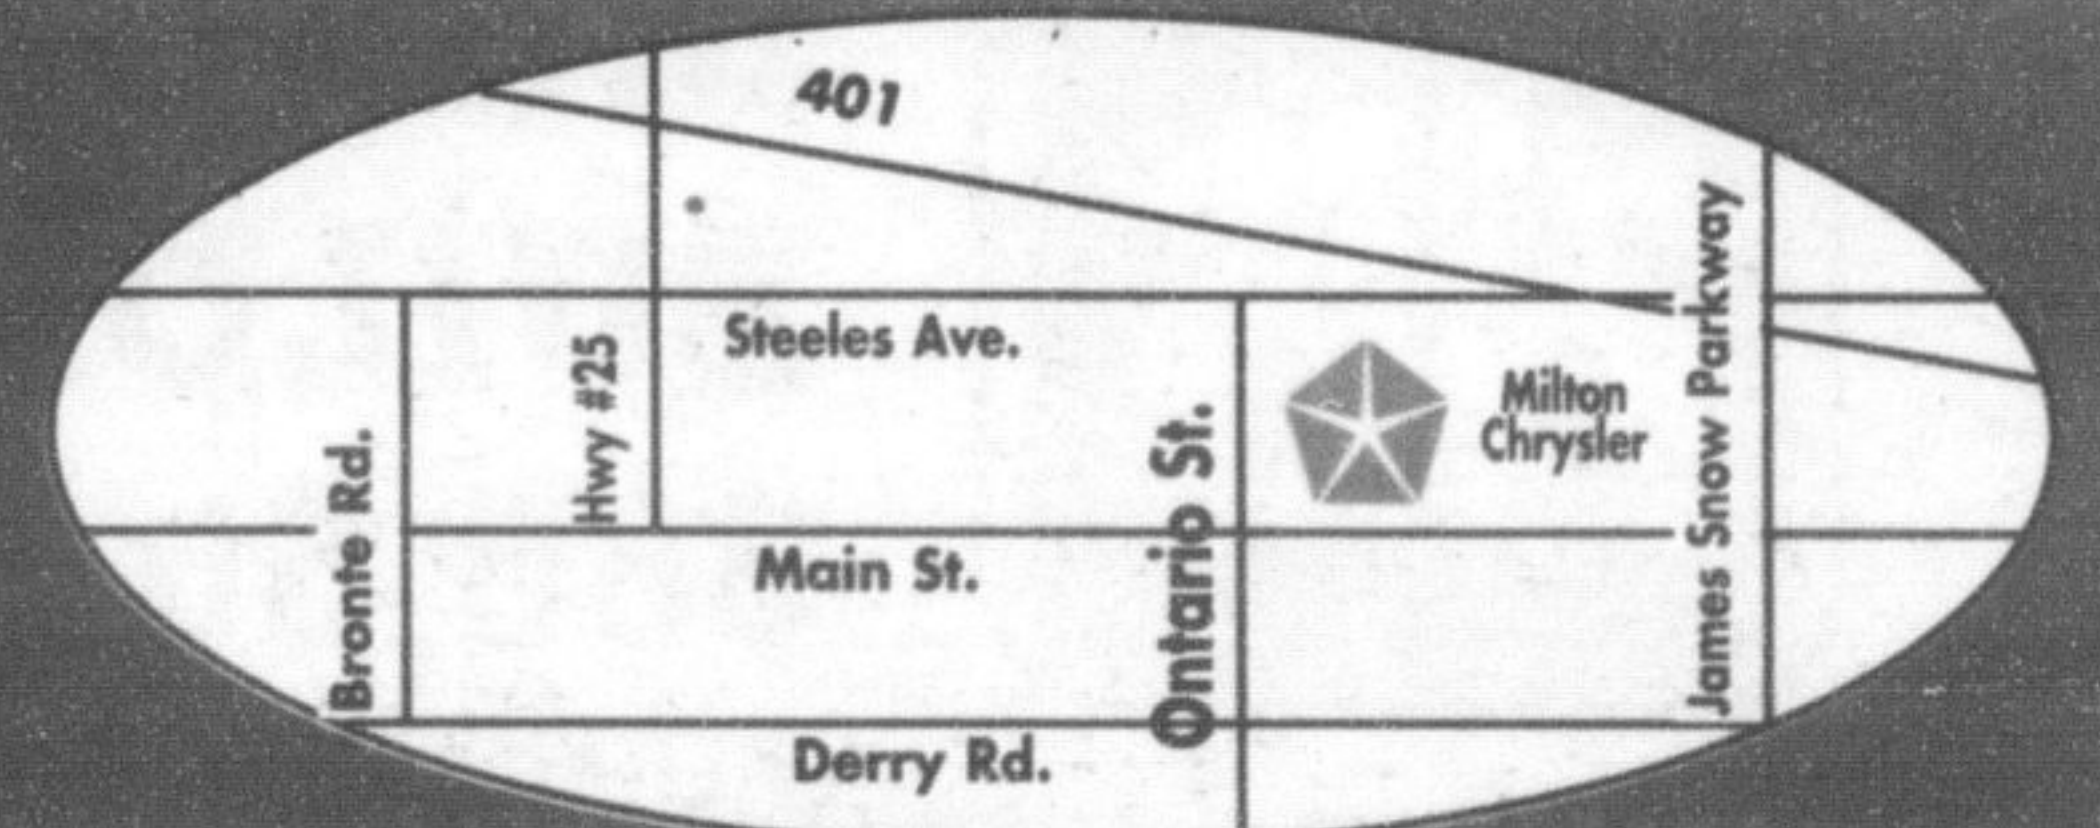 401
Steeles Ave.
Hwy #25
Milton
Chrysler
James Snow Parkway
Ontario St.
Bronte Rd.
Main St.
Derry Rd.